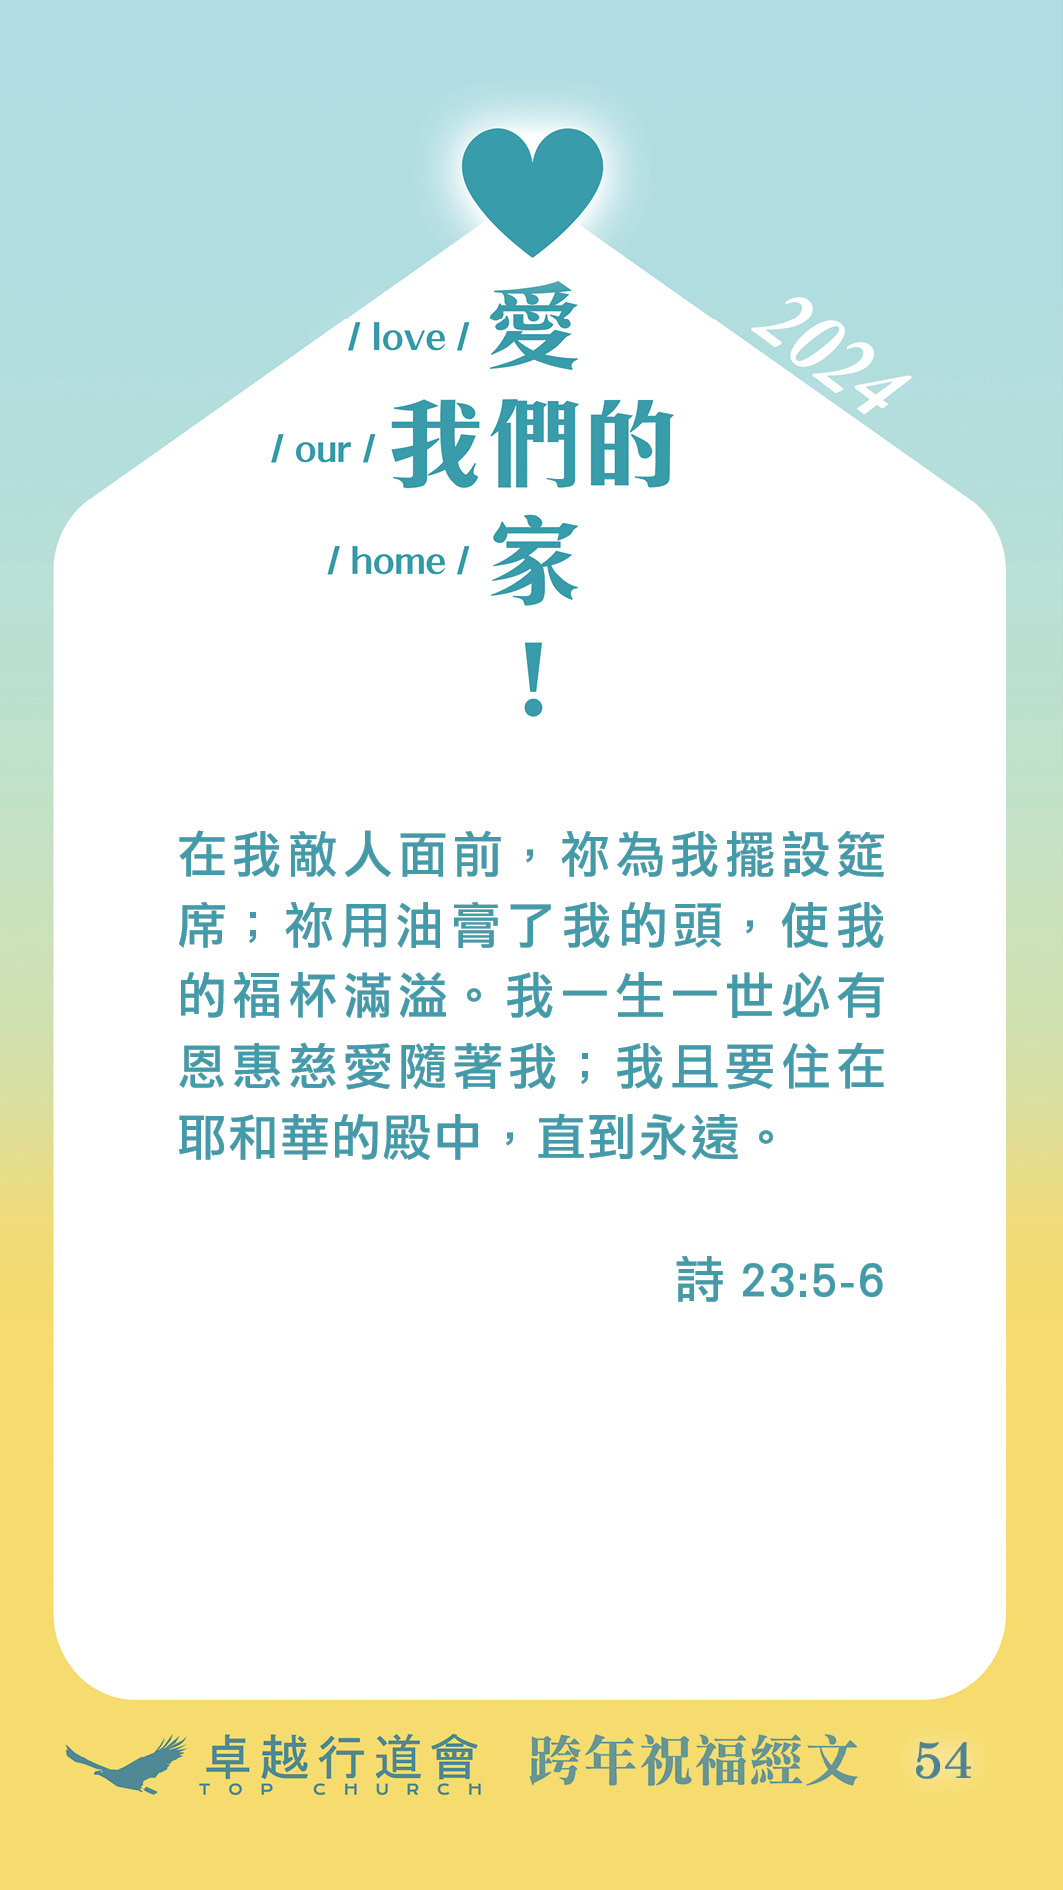 / love / 愛
2024
/ our / 我們的
/ home / 家
!
在我敵人面前，祢為我擺設筵
席；祢用油膏了我的頭，使我
的福杯滿溢。我一生一世必有
恩惠慈愛隨著我；我且要住在
耶和華的殿中，直到永遠。
詩 23:5-6
卓越行道會 跨年祝福經文 54
TOP CHURCH